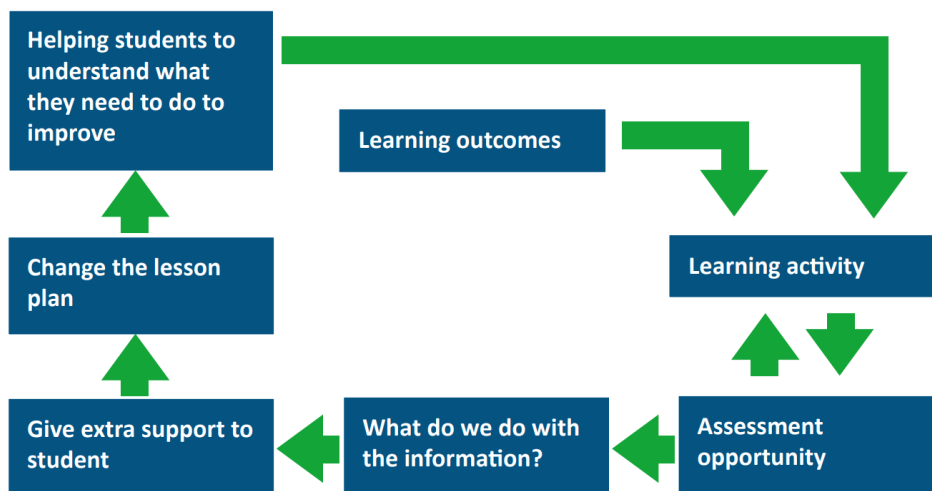 Helping students to
understand what
they need to do to
improve
Learning outcomes
Learning activity
Change the lesson
plan
Give extra support to
student
What do we do with
the information?
Assessment
opportunity